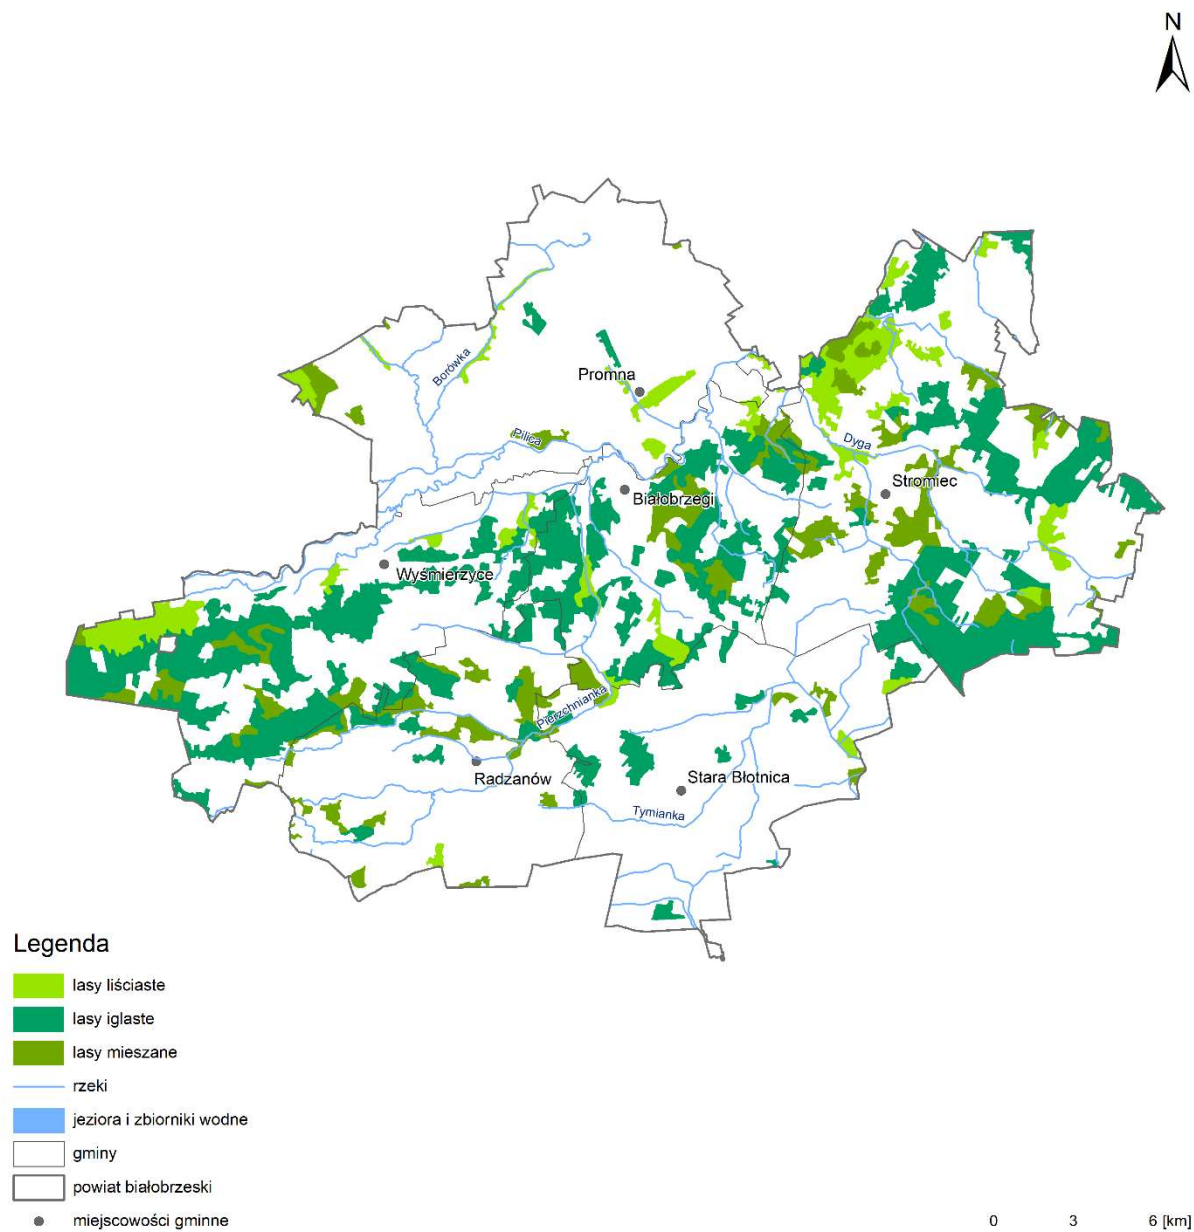 N
Borówka
Promna
Pilica
Dyga
Stromiec
Białobrzegi
Wyśmierzyce
Pierzchnianka
Radzanów
Stara Błotnica
Tymianka
Legenda
lasy liściaste
lasy iglaste
lasy mieszane
rzeki
jeziora i zbiorniki wodne
gminy
powiat białobrzeski
miejscowości gminne
0 3 6 [km]